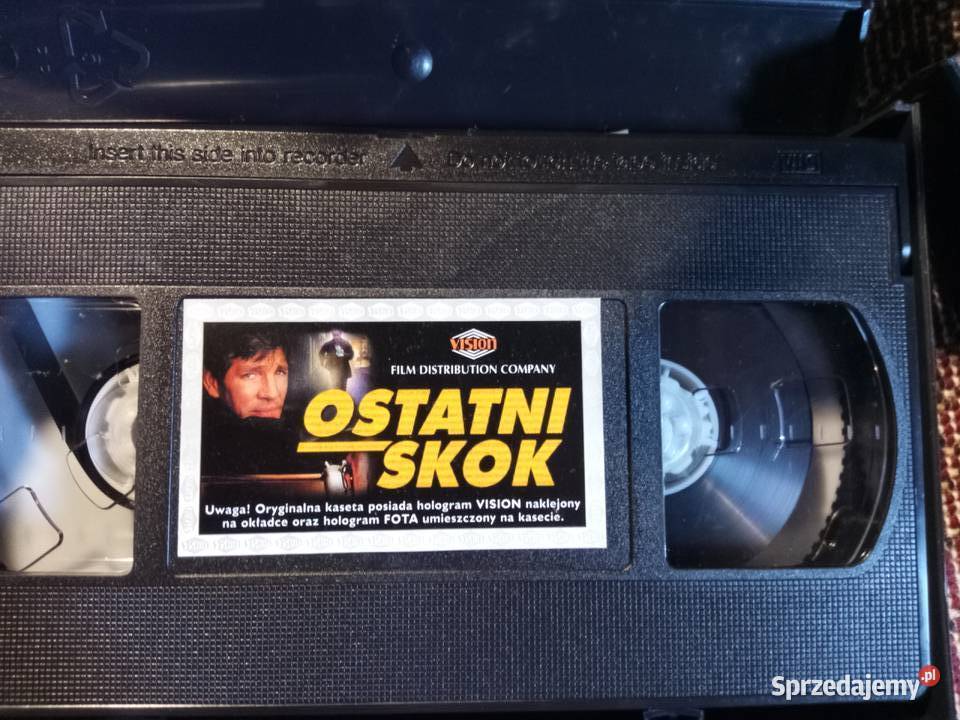 Insert this side into recorder
VHS
VISION
FILM DISTRIBUTION COMPANY
OSTATNI
SKOK
Uwaga! Oryginalna kaseta posiada hologram VISION naklejony
na okładce oraz hologram FOTA umieszczony na kasecie.
Sprzedajemy.pl